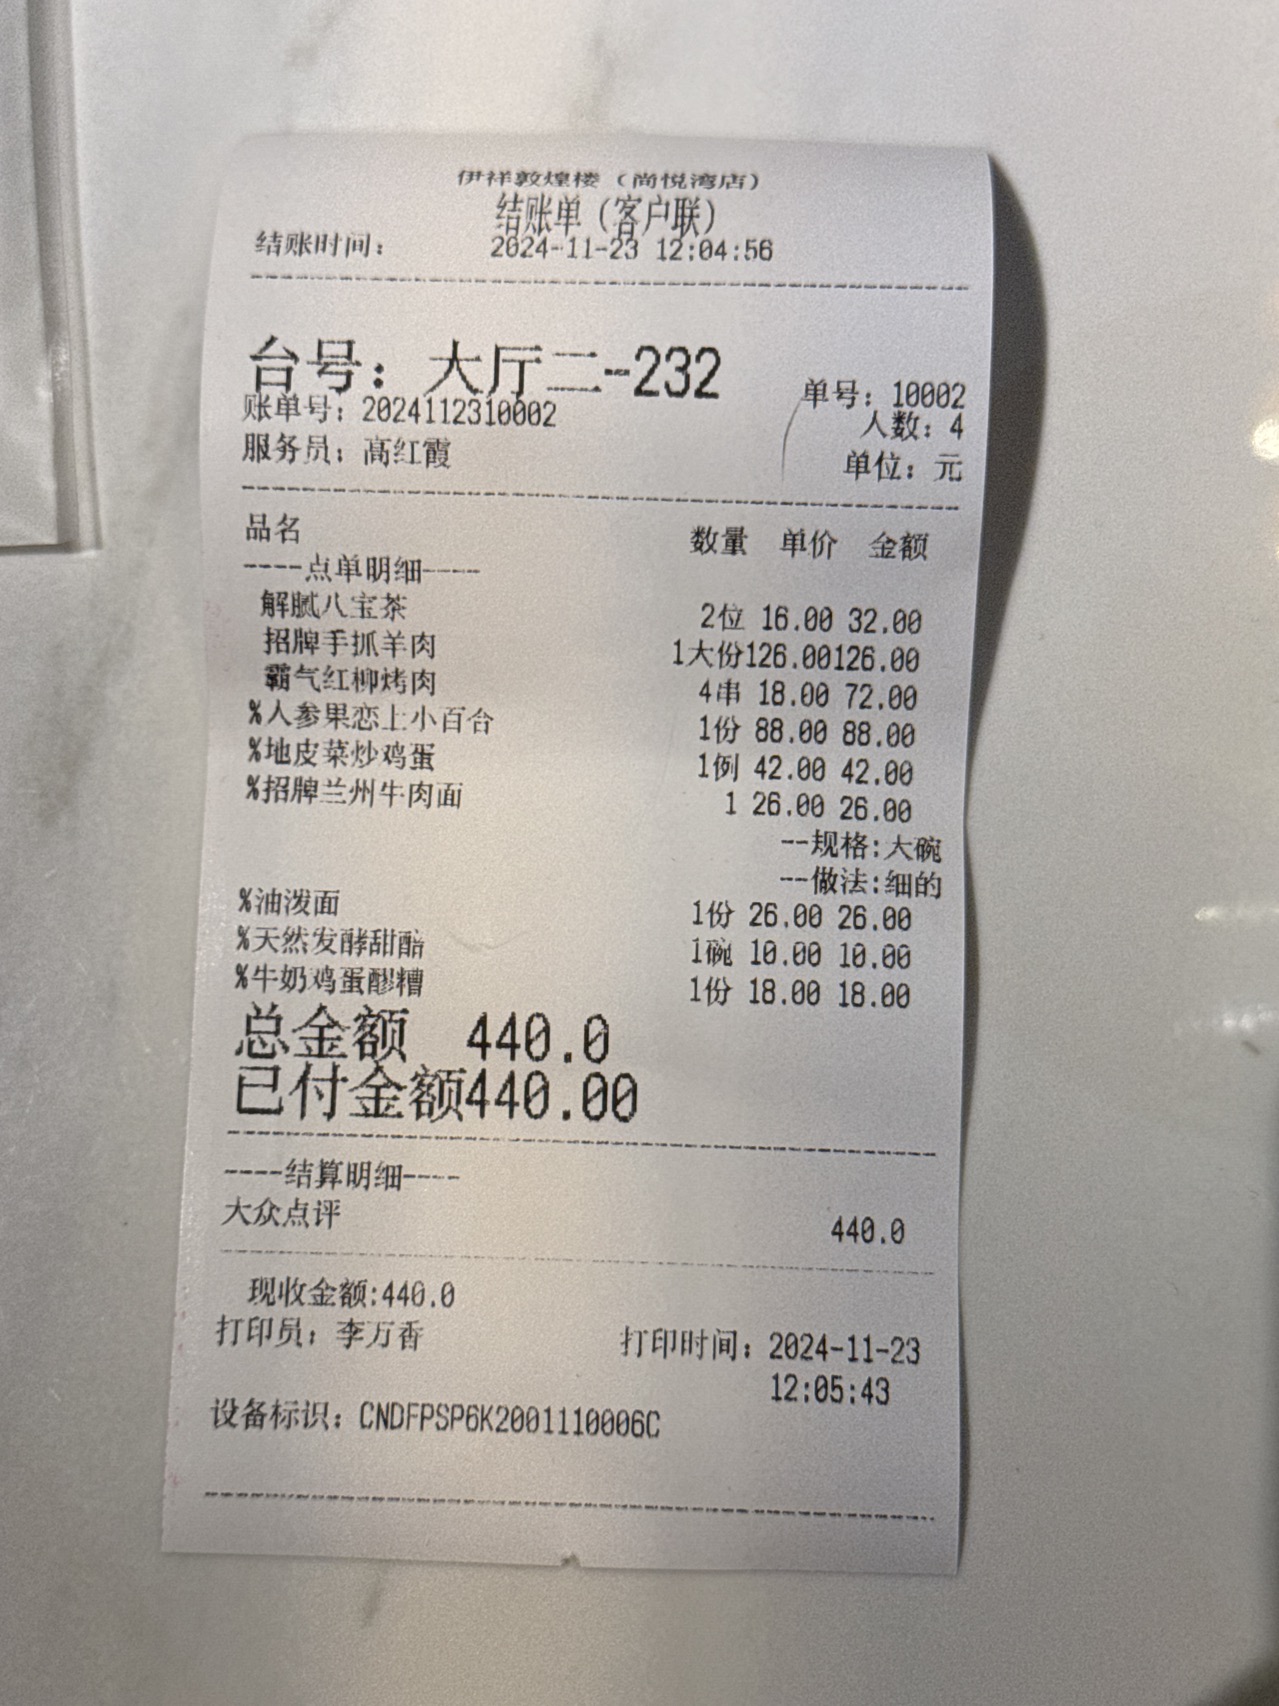 伊祥敦煌楼（尚悦湾店）
结账单（客户联）
结账时间： 2024-11-23 12:04:56
台号：大厅二-232
单号：10002
账单号：2024112310002
人数：4
服务员：高红霞
单位：元
品名 数量 单价 金额
----点单明细----
解腻八宝茶 2位 16.00 32.00
招牌手抓羊肉 1大份126.00126.00
霸气红柳烤肉 4串 18.00 72.00
%人参果恋上小百合 1份 88.00 88.00
%地皮菜炒鸡蛋 1例 42.00 42.00
%招牌兰州牛肉面 1 26.00 26.00
--规格:大碗
--做法:细的
%油泼面 1份 26.00 26.00
%天然发酵甜醅 1碗 10.00 10.00
%牛奶鸡蛋醪糟 1份 18.00 18.00
总金额 440.0
已付金额440.00
----结算明细----
大众点评 440.0
现收金额:440.0
打印员：李万香 打印时间：2024-11-23
12:05:43
设备标识：CNDFPSP6K2001110006C